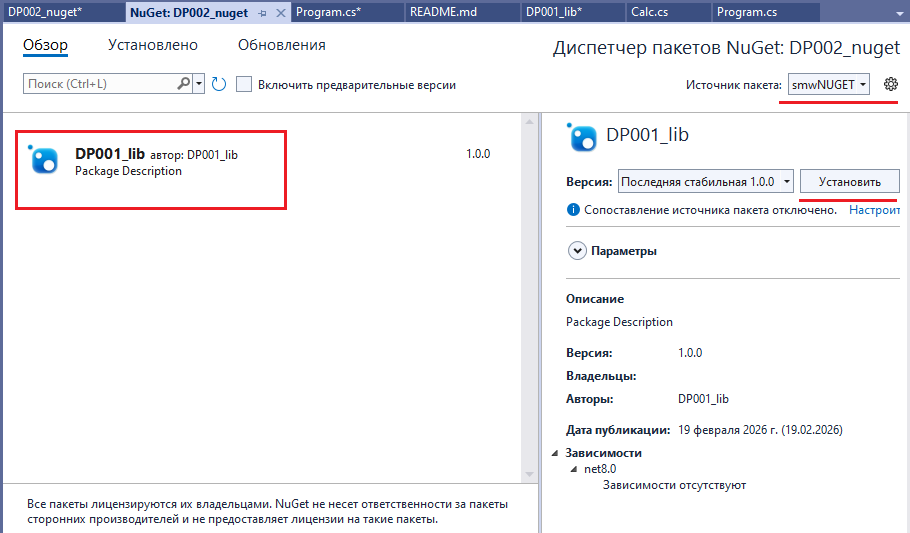 DP002_nuget* NuGet: DP002_nuget Program.cs* README.md DP001_lib* Calc.cs Program.cs
Обзор Установлено Обновления
Диспетчер пакетов NuGet: DP002_nuget
Поиск (Ctrl+L) Включить предварительные версии
Источник пакета: smwNUGET
DP001_lib автор: DP001_lib 1.0.0
Package Description
DP001_lib
Версия: Последняя стабильная 1.0.0 Установить
Сопоставление источника пакета отключено. Настроит
Параметры
Описание
Package Description
Версия: 1.0.0
Владельцы:
Авторы: DP001_lib
Дата публикации: 19 февраля 2026 г. (19.02.2026)
Зависимости
net8.0
Зависимости отсутствуют
Все пакеты лицензируются их владельцами. NuGet не несет ответственности за пакеты
сторонних производителей и не предоставляет лицензии на такие пакеты.